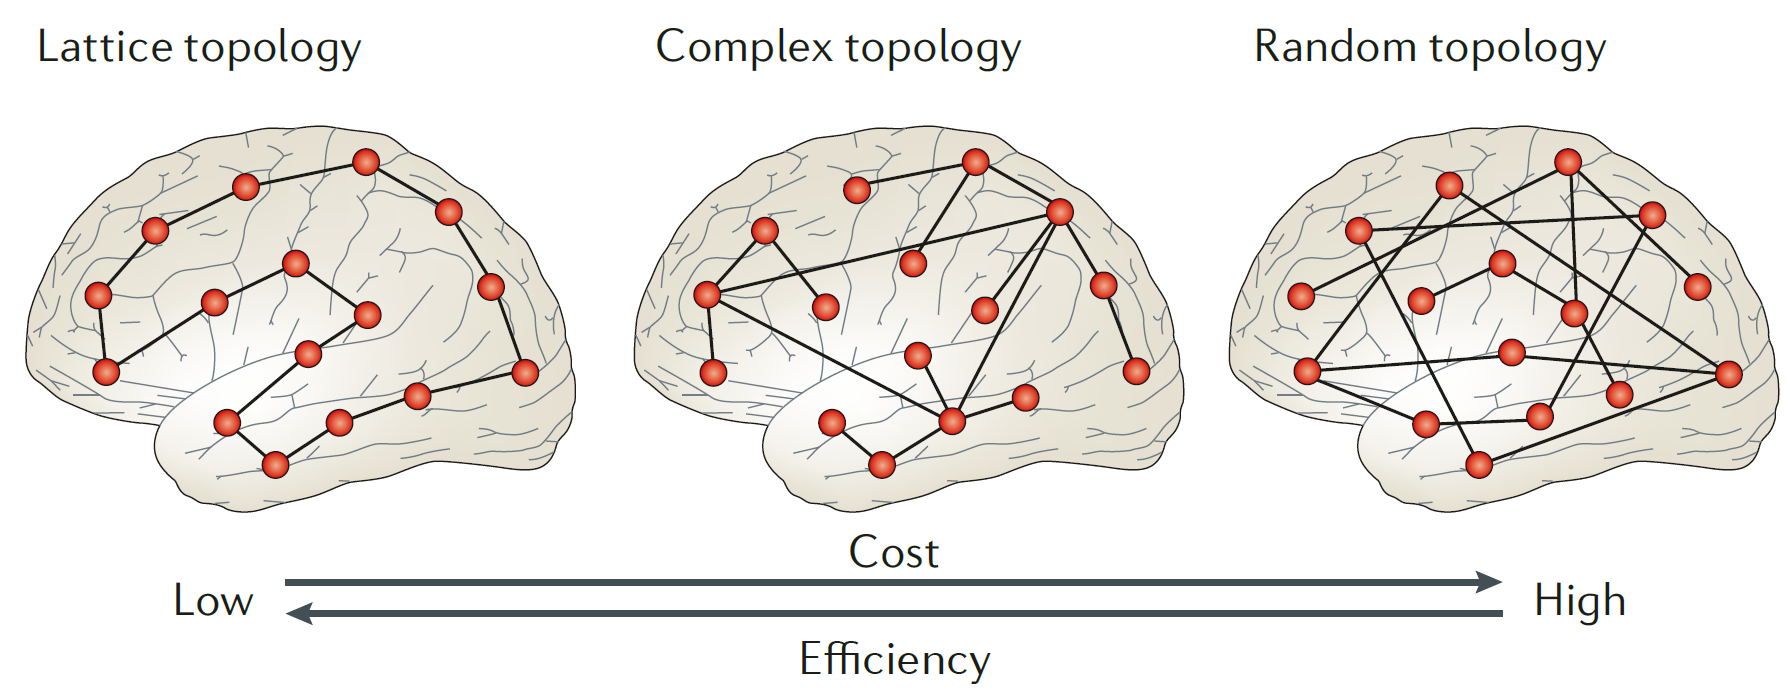 Lattice topology
Complex topology
Random topology
Cost
Low
High
Efficiency